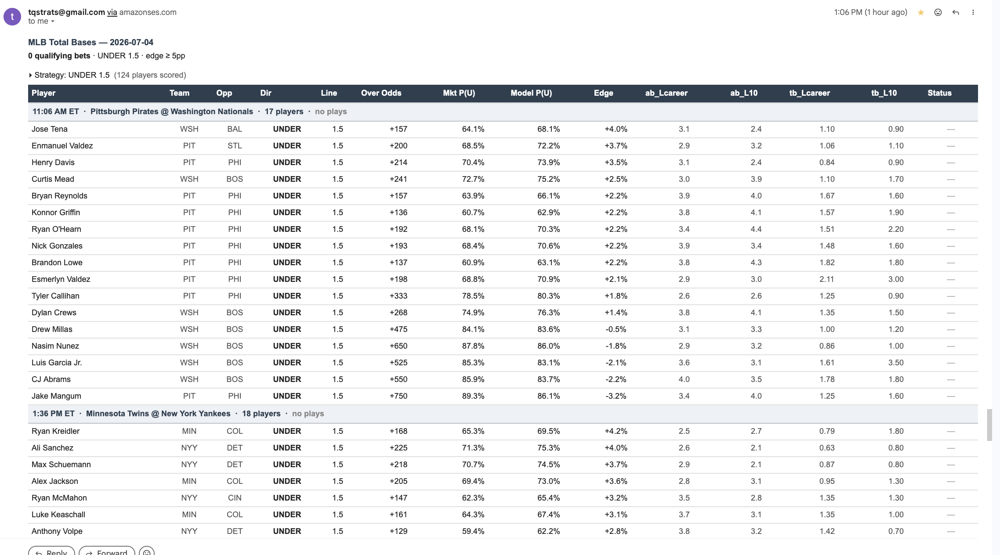 t
tqstrats@gmail.com via amazonses.com
1:06 PM (1 hour ago)
to me
MLB Total Bases — 2026-07-04
0 qualifying bets · UNDER 1.5 · edge ≥ 5pp
Strategy: UNDER 1.5 (124 players scored)
Player Team Opp Dir Line Over Odds Mkt P(U) Model P(U) Edge ab_Lcareer ab_L10 tb_Lcareer tb_L10 Status
11:06 AM ET · Pittsburgh Pirates @ Washington Nationals · 17 players · no plays
Jose Tena WSH BAL UNDER 1.5 +157 64.1% 68.1% +4.0% 3.1 2.4 1.10 0.90 —
Enmanuel Valdez PIT STL UNDER 1.5 +200 68.5% 72.2% +3.7% 2.9 3.2 1.06 1.10 —
Henry Davis PIT PHI UNDER 1.5 +214 70.4% 73.9% +3.5% 3.1 2.4 0.84 0.90 —
Curtis Mead WSH BOS UNDER 1.5 +241 72.7% 75.2% +2.5% 3.0 3.9 1.10 1.70 —
Bryan Reynolds PIT PHI UNDER 1.5 +157 63.9% 66.1% +2.2% 3.9 4.0 1.67 1.60 —
Konnor Griffin PIT PHI UNDER 1.5 +136 60.7% 62.9% +2.2% 3.8 4.1 1.57 1.90 —
Ryan O'Hearn PIT PHI UNDER 1.5 +192 68.1% 70.3% +2.2% 3.4 4.4 1.51 2.20 —
Nick Gonzales PIT PHI UNDER 1.5 +193 68.4% 70.6% +2.2% 3.9 3.4 1.48 1.60 —
Brandon Lowe PIT PHI UNDER 1.5 +137 60.9% 63.1% +2.2% 3.8 4.3 1.82 1.80 —
Esmerlyn Valdez PIT PHI UNDER 1.5 +198 68.8% 70.9% +2.1% 2.9 3.0 2.11 3.00 —
Tyler Callihan PIT PHI UNDER 1.5 +333 78.5% 80.3% +1.8% 2.6 2.6 1.25 0.90 —
Dylan Crews WSH BOS UNDER 1.5 +268 74.9% 76.3% +1.4% 3.8 4.1 1.35 1.50 —
Drew Millas WSH BOS UNDER 1.5 +475 84.1% 83.6% -0.5% 3.1 3.3 1.00 1.20 —
Nasim Nunez WSH BOS UNDER 1.5 +650 87.8% 86.0% -1.8% 2.9 3.2 0.86 1.00 —
Luis Garcia Jr. WSH BOS UNDER 1.5 +525 85.3% 83.1% -2.1% 3.6 3.1 1.61 3.50 —
CJ Abrams WSH BOS UNDER 1.5 +550 85.9% 83.7% -2.2% 4.0 3.5 1.78 1.80 —
Jake Mangum PIT PHI UNDER 1.5 +750 89.3% 86.1% -3.2% 3.4 4.0 1.25 1.60 —
1:36 PM ET · Minnesota Twins @ New York Yankees · 18 players · no plays
Ryan Kreidler MIN COL UNDER 1.5 +168 65.3% 69.5% +4.2% 2.5 2.7 0.79 1.80 —
Ali Sanchez NYY DET UNDER 1.5 +225 71.3% 75.3% +4.0% 2.6 2.1 0.63 0.80 —
Max Schuemann NYY DET UNDER 1.5 +218 70.7% 74.5% +3.7% 2.9 2.1 0.87 0.80 —
Alex Jackson MIN COL UNDER 1.5 +205 69.4% 73.0% +3.6% 2.8 3.1 0.95 1.30 —
Ryan McMahon NYY CIN UNDER 1.5 +147 62.3% 65.4% +3.2% 3.5 2.8 1.35 1.30 —
Luke Keaschall MIN COL UNDER 1.5 +161 64.3% 67.4% +3.1% 3.7 3.1 1.35 1.00 —
Anthony Volpe NYY DET UNDER 1.5 +129 59.4% 62.2% +2.8% 3.8 3.2 1.42 0.70 —
Reply Forward